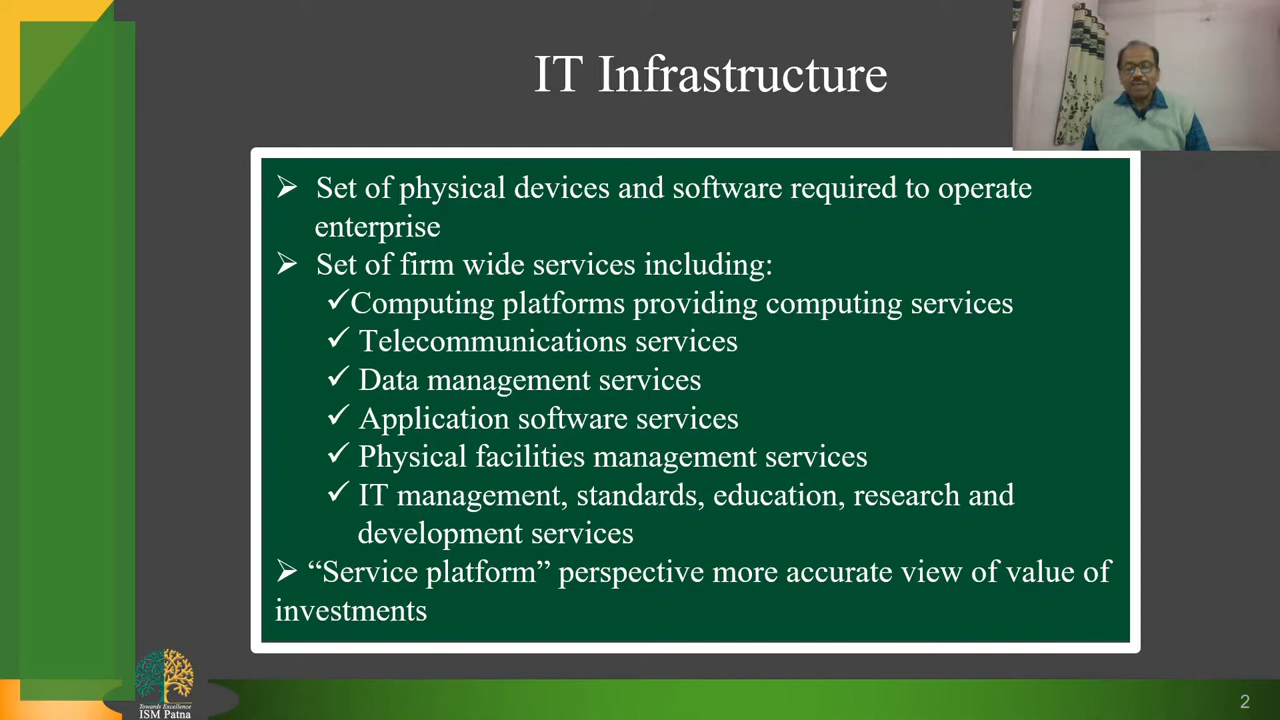 IT Infrastructure
➢ Set of physical devices and software required to operate
enterprise
➢ Set of firm wide services including:
✓Computing platforms providing computing services
✓ Telecommunications services
✓ Data management services
✓ Application software services
✓ Physical facilities management services
✓ IT management, standards, education, research and
development services
➢ “Service platform” perspective more accurate view of value of
investments
Towards Excellence
ISM Patna
2